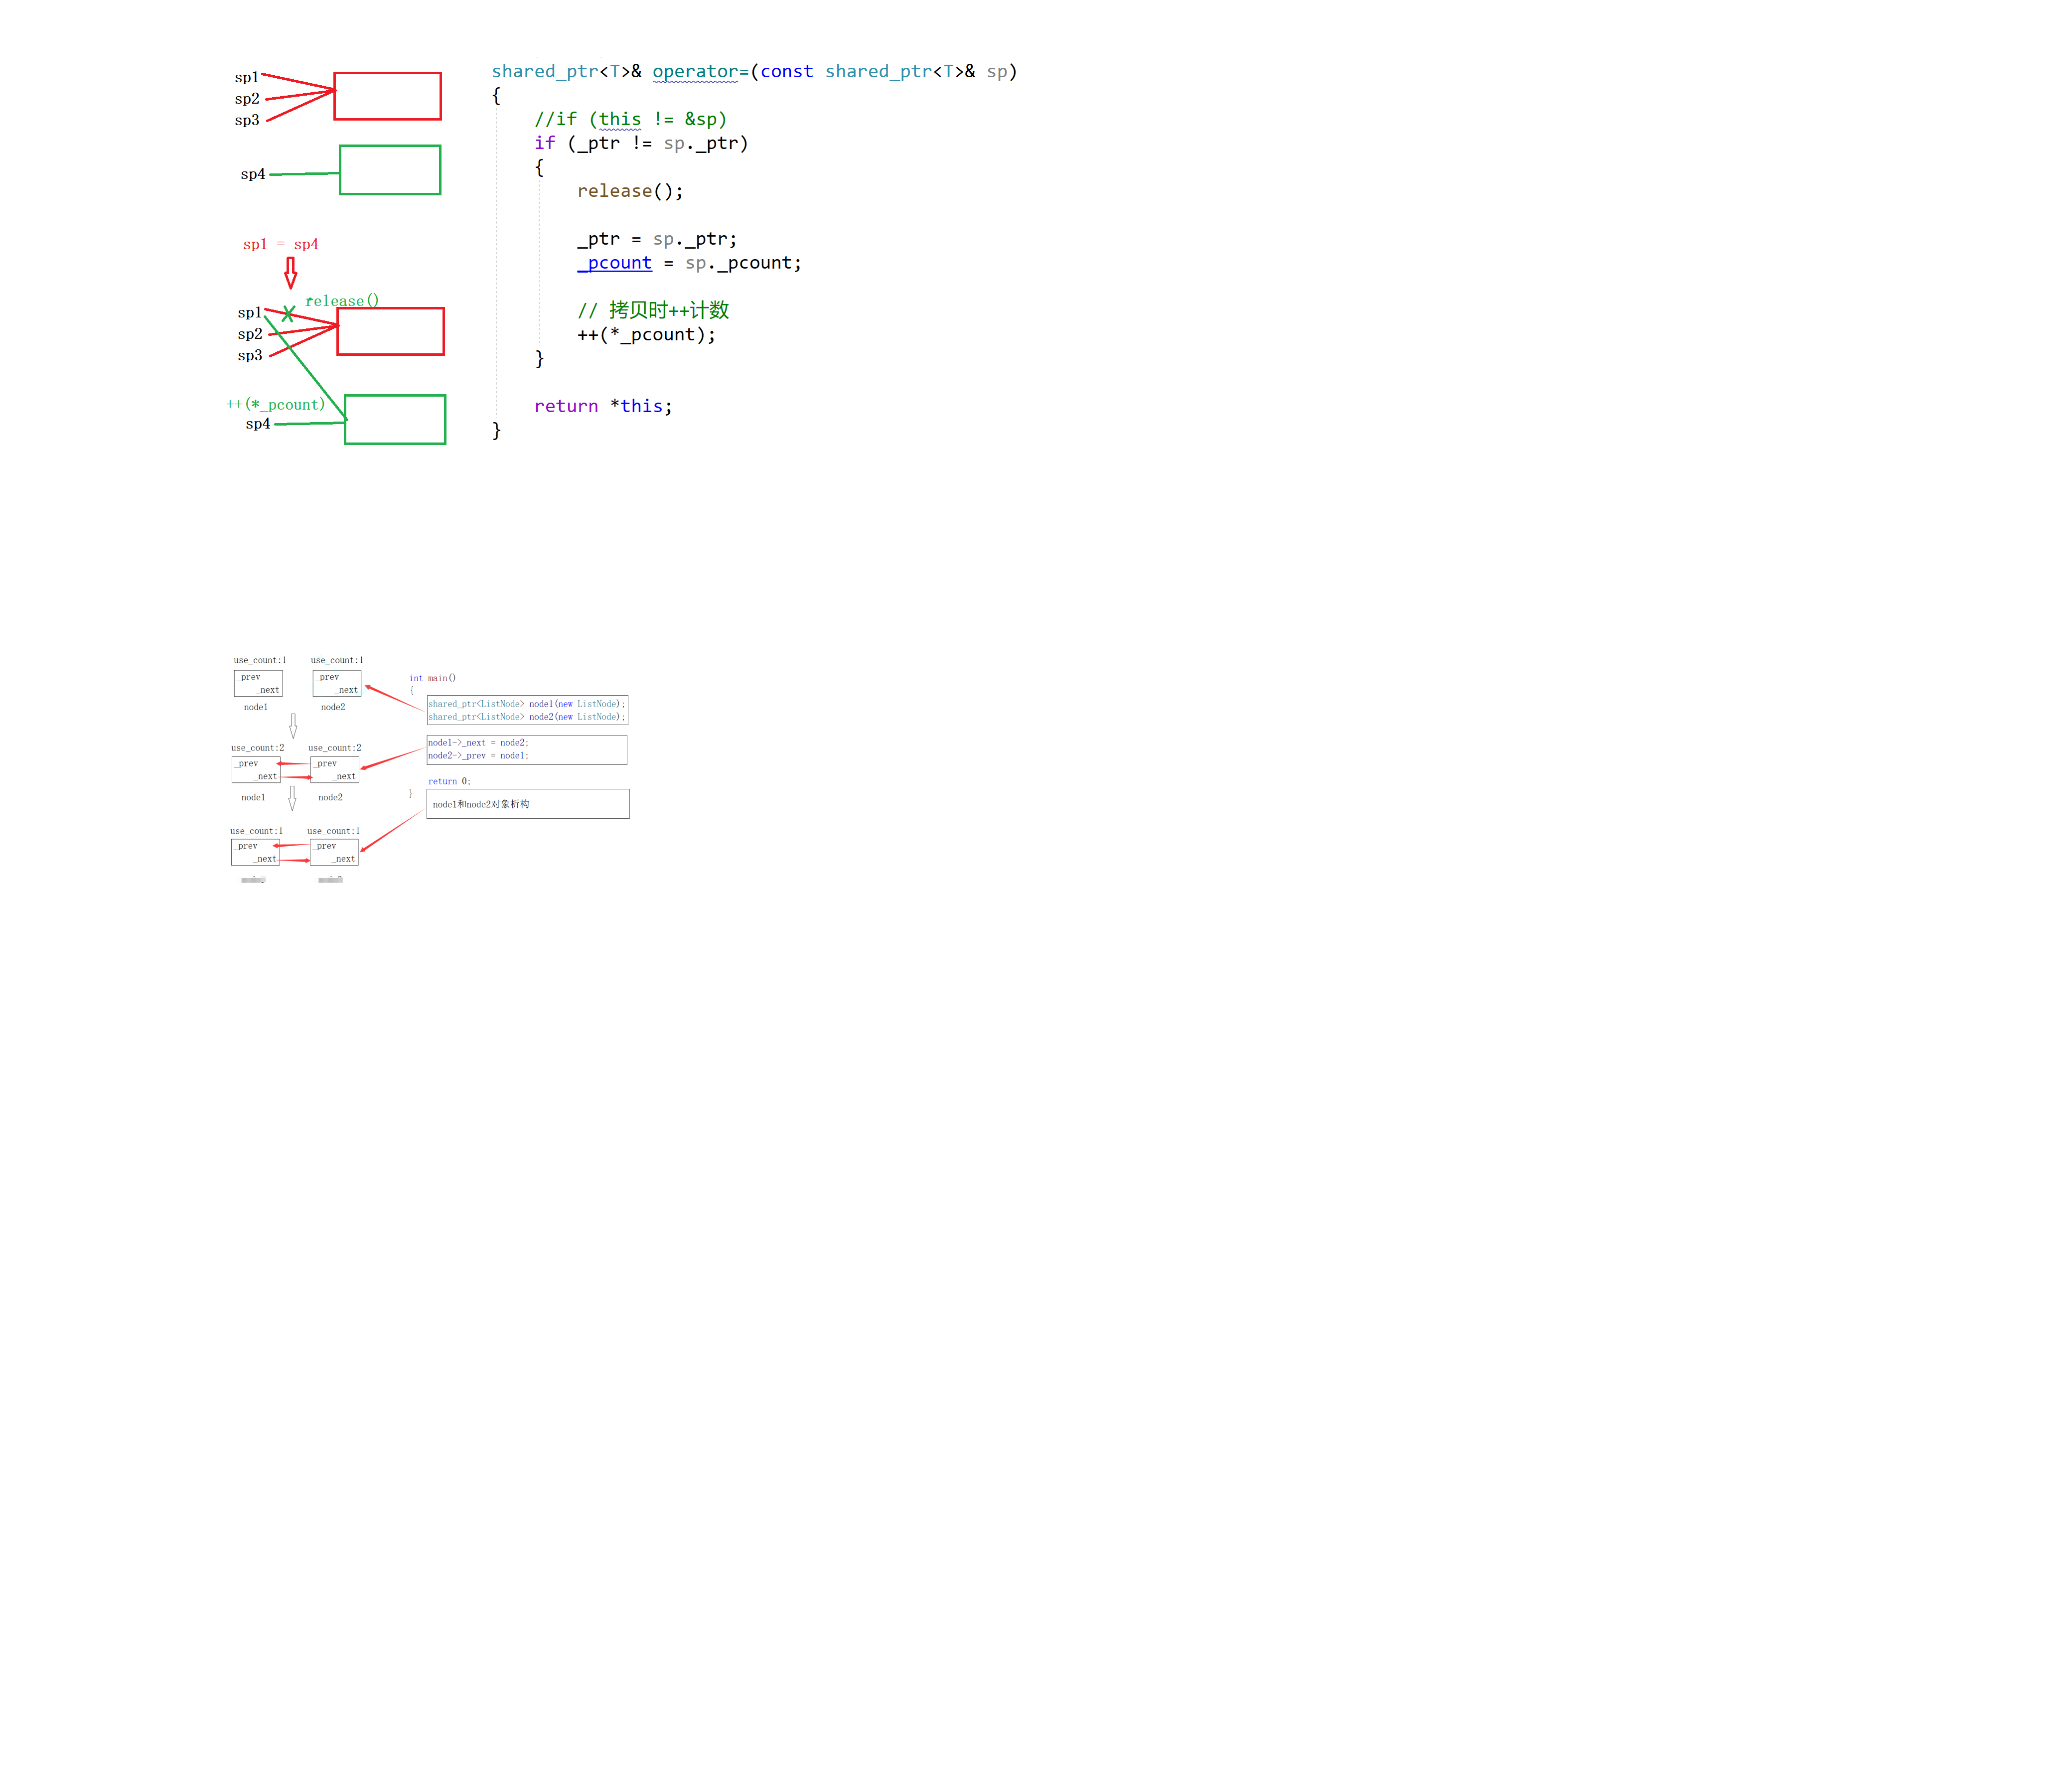 sp1
sp2
sp3
sp4
sp1 = sp4
release()
sp1
sp2
sp3
++(*_pcount)
sp4
shared_ptr<T>& operator=(const shared_ptr<T>& sp)
{
//if (this != &sp)
if (_ptr != sp._ptr)
{
release();
_ptr = sp._ptr;
_pcount = sp._pcount;
// 拷贝时++计数
++(*_pcount);
}
return *this;
}
use_count:1 use_count:1
_prev _prev
_next _next
node1 node2
use_count:2 use_count:2
_prev _prev
_next _next
node1 node2
use_count:1 use_count:1
_prev _prev
_next _next
int main()
{
shared_ptr<ListNode> node1(new ListNode);
shared_ptr<ListNode> node2(new ListNode);
node1->_next = node2;
node2->_prev = node1;
return 0;
}
node1和node2对象析构